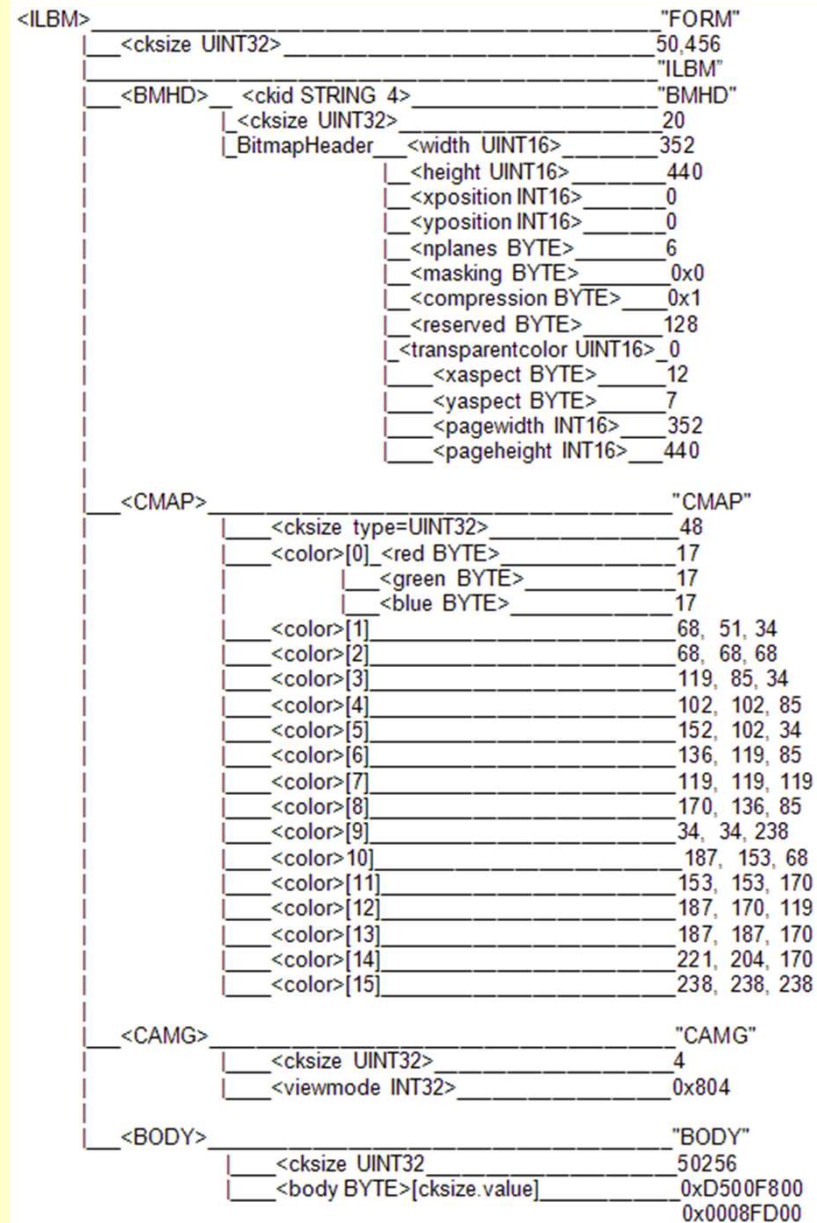 <ILBM> "FORM"
<cksize UINT32> 50,456
"ILBM"
<BMHD> <ckid STRING 4> "BMHD"
<cksize UINT32> 20
BitmapHeader <width UINT16> 352
<height UINT16> 440
<xposition INT16> 0
<yposition INT16> 0
<nplanes BYTE> 6
<masking BYTE> 0x0
<compression BYTE> 0x1
<reserved BYTE> 128
<transparentcolor UINT16> 0
<xaspect BYTE> 12
<yaspect BYTE> 7
<pagewidth INT16> 352
<pageheight INT16> 440
<CMAP> "CMAP"
<cksize type=UINT32> 48
<color>[0] <red BYTE> 17
<green BYTE> 17
<blue BYTE> 17
<color>[1] 68, 51, 34
<color>[2] 68, 68, 68
<color>[3] 119, 85, 34
<color>[4] 102, 102, 85
<color>[5] 152, 102, 34
<color>[6] 136, 119, 85
<color>[7] 119, 119, 119
<color>[8] 170, 136, 85
<color>[9] 34, 34, 238
<color>10] 187, 153, 68
<color>[11] 153, 153, 170
<color>[12] 187, 170, 119
<color>[13] 187, 187, 170
<color>[14] 221, 204, 170
<color>[15] 238, 238, 238
<CAMG> "CAMG"
<cksize UINT32> 4
<viewmode INT32> 0x804
<BODY> "BODY"
<cksize UINT32 50256
<body BYTE>[cksize.value] 0xD500F800
0x0008FD00